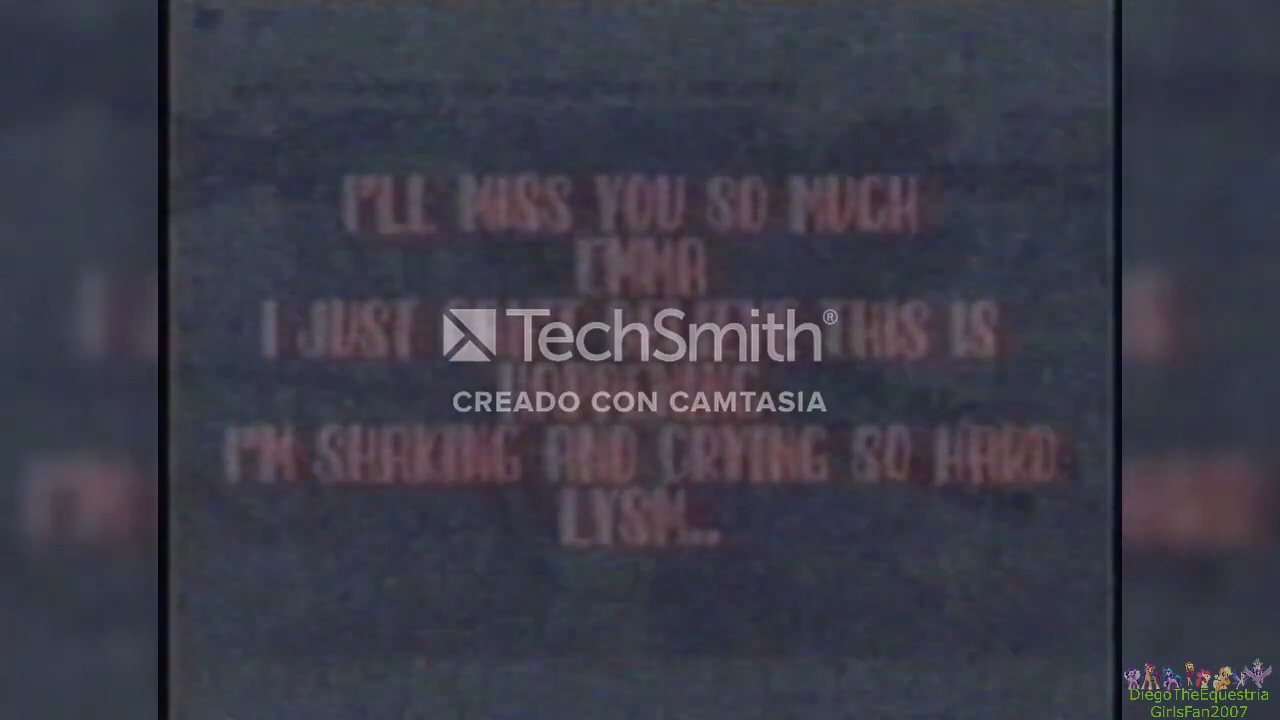 I'LL MISS YOU SO MUCH
EMMA
I JUST THIS IS
TechSmith®
CREADO CON CAMTASIA
I'M SHAKING AND CRYING SO HARD
LYSM..
DiegoTheEquestria
GirlsFan2007